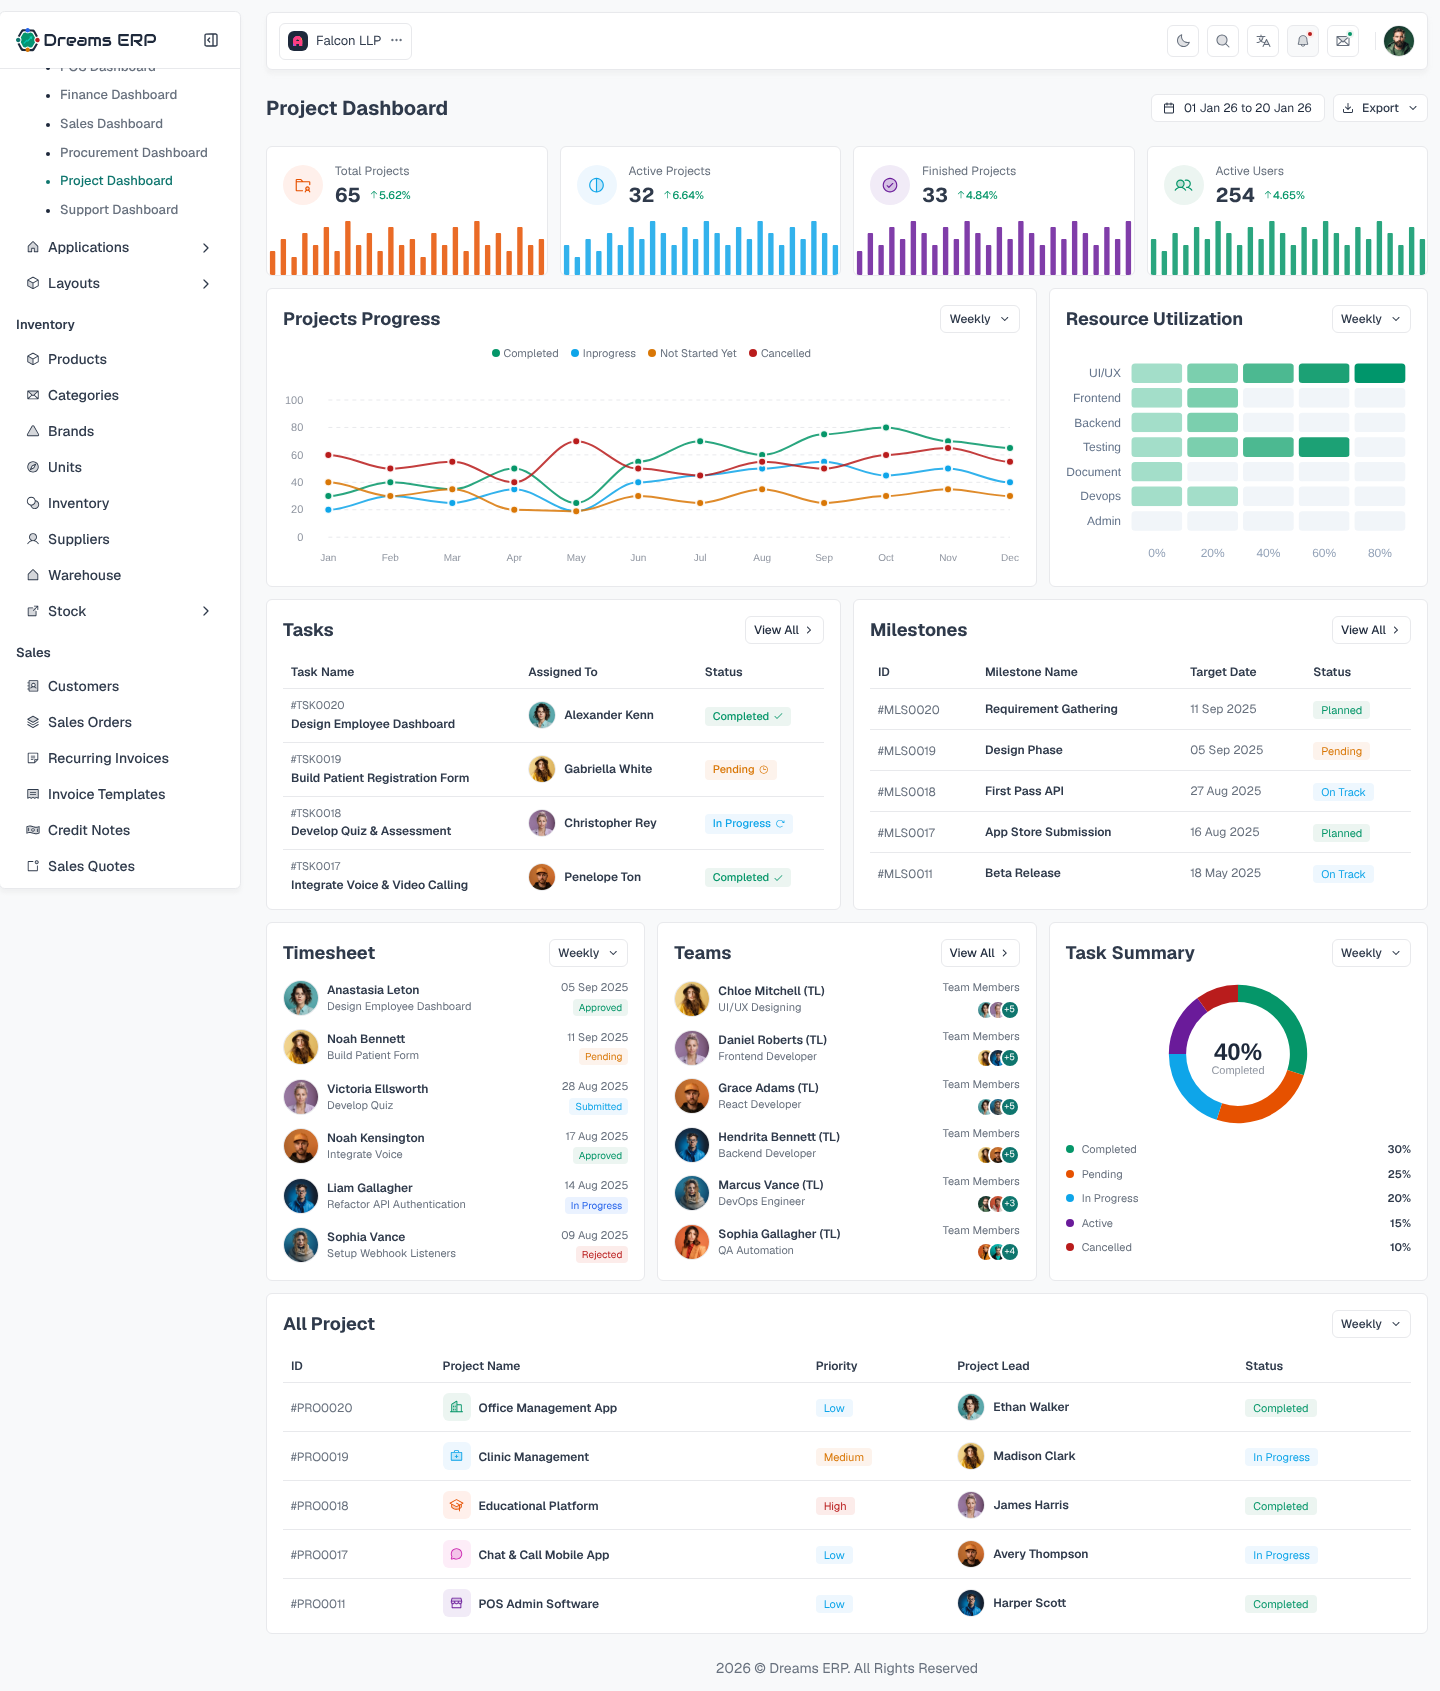 Dreams ERP
POS Dashboard
Finance Dashboard
Sales Dashboard
Procurement Dashboard
Project Dashboard
Support Dashboard
Applications
Layouts
Inventory
Products
Categories
Brands
Units
Inventory
Suppliers
Warehouse
Stock
Sales
Customers
Sales Orders
Recurring Invoices
Invoice Templates
Credit Notes
Sales Quotes
Falcon LLP
Project Dashboard
01 Jan 26 to 20 Jan 26
Export
Total Projects
65 ↑5.62%
Active Projects
32 ↑6.64%
Finished Projects
33 ↑4.84%
Active Users
254 ↑4.65%
Projects Progress
Weekly
Completed Inprogress Not Started Yet Cancelled
100
80
60
40
20
0
Jan Feb Mar Apr May Jun Jul Aug Sep Oct Nov Dec
Resource Utilization
Weekly
UI/UX
Frontend
Backend
Testing
Document
Devops
Admin
0% 20% 40% 60% 80%
Tasks
View All
Task Name Assigned To Status
#TSK0020
Design Employee Dashboard Alexander Kenn Completed
#TSK0019
Build Patient Registration Form Gabriella White Pending
#TSK0018
Develop Quiz & Assessment Christopher Rey In Progress
#TSK0017
Integrate Voice & Video Calling Penelope Ton Completed
Milestones
View All
ID Milestone Name Target Date Status
#MLS0020 Requirement Gathering 11 Sep 2025 Planned
#MLS0019 Design Phase 05 Sep 2025 Pending
#MLS0018 First Pass API 27 Aug 2025 On Track
#MLS0017 App Store Submission 16 Aug 2025 Planned
#MLS0011 Beta Release 18 May 2025 On Track
Timesheet
Weekly
Anastasia Leton 05 Sep 2025
Design Employee Dashboard Approved
Noah Bennett 11 Sep 2025
Build Patient Form Pending
Victoria Ellsworth 28 Aug 2025
Develop Quiz Submitted
Noah Kensington 17 Aug 2025
Integrate Voice Approved
Liam Gallagher 14 Aug 2025
Refactor API Authentication In Progress
Sophia Vance 09 Aug 2025
Setup Webhook Listeners Rejected
Teams
View All
Chloe Mitchell (TL) Team Members
UI/UX Designing +5
Daniel Roberts (TL) Team Members
Frontend Developer +5
Grace Adams (TL) Team Members
React Developer +5
Hendrita Bennett (TL) Team Members
Backend Developer +5
Marcus Vance (TL) Team Members
DevOps Engineer +3
Sophia Gallagher (TL) Team Members
QA Automation +4
Task Summary
Weekly
40%
Completed
Completed 30%
Pending 25%
In Progress 20%
Active 15%
Cancelled 10%
All Project
Weekly
ID Project Name Priority Project Lead Status
#PRO0020 Office Management App Low Ethan Walker Completed
#PRO0019 Clinic Management Medium Madison Clark In Progress
#PRO0018 Educational Platform High James Harris Completed
#PRO0017 Chat & Call Mobile App Low Avery Thompson In Progress
#PRO0011 POS Admin Software Low Harper Scott Completed
2026 © Dreams ERP. All Rights Reserved